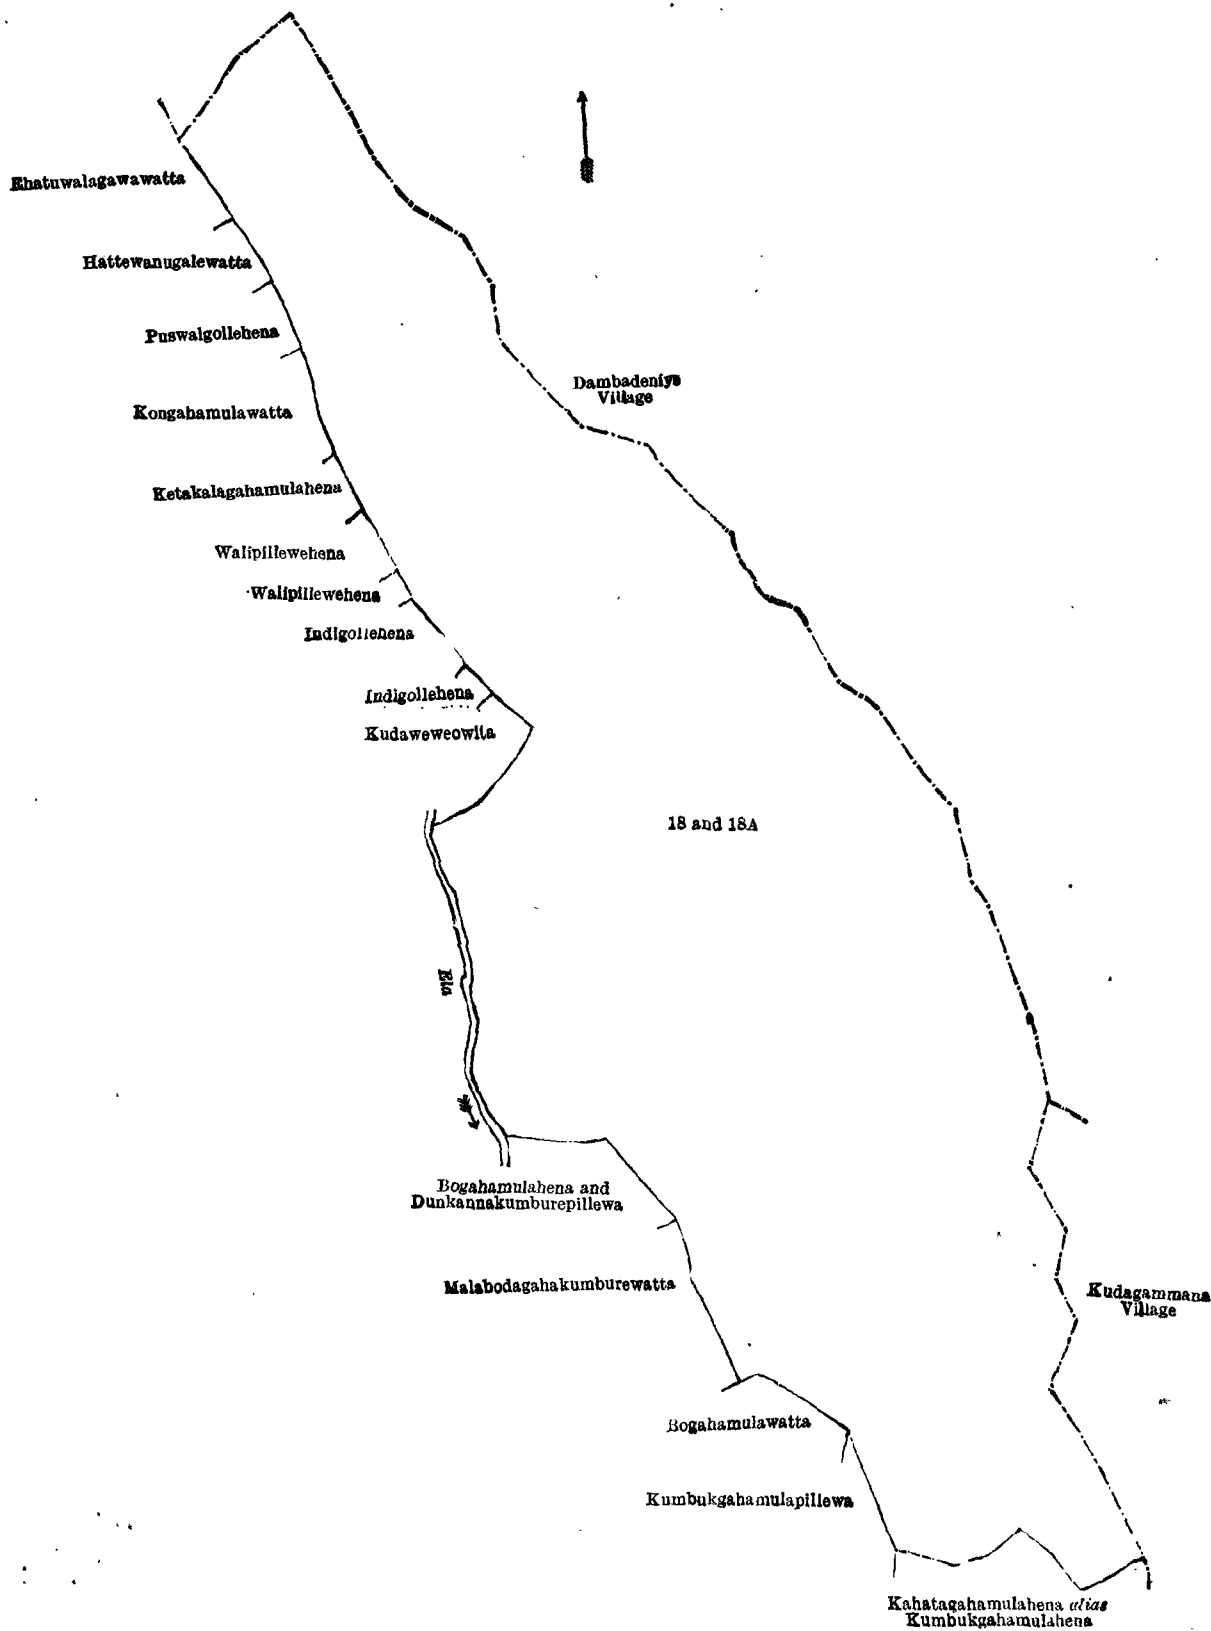 Ehatuwalagawawatta
Hattewanugalewatta
Puswalgollehena
Dambadeniya
Village
Kongahamulawatta
Ketakalagahamulahena
Walipillewehena
Walipillewehena
Indigollehena
Indigollehena
Kudaweweowita
18 and 18A
Ela
Bogahamulahena and
Dunkannakumburepillewa
Malabodagahakumburewatta
Kudagammana
Village
Bogahamulawatta
Kumbukgahamulapillewa
Kahatagahamulahena alias
Kumbukgahamulahena